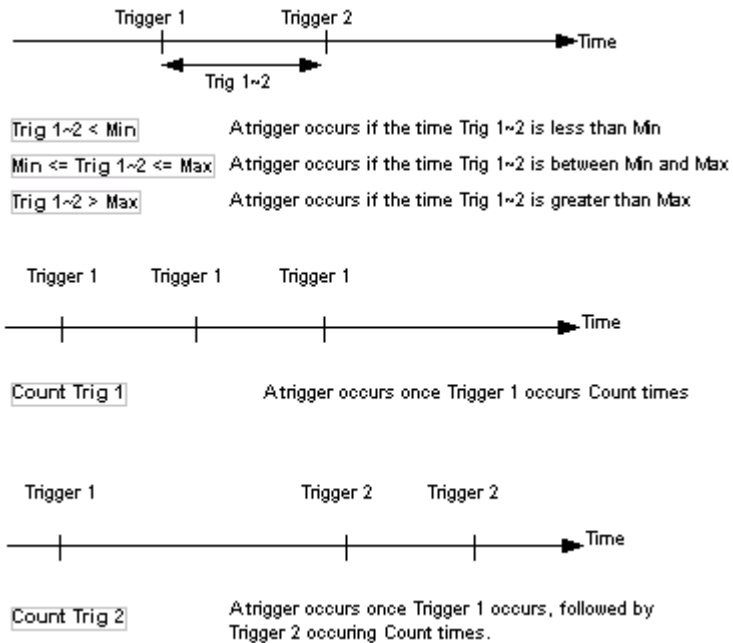 Trigger 1 Trigger 2
Time
Trig 1~2
Trig 1~2 < Min A trigger occurs if the time Trig 1~2 is less than Min
Min <= Trig 1~2 <= Max A trigger occurs if the time Trig 1~2 is between Min and Max
Trig 1~2 > Max A trigger occurs if the time Trig 1~2 is greater than Max
Trigger 1 Trigger 1 Trigger 1
Time
Count Trig 1 A trigger occurs once Trigger 1 occurs Count times
Trigger 1 Trigger 2 Trigger 2
Time
Count Trig 2 A trigger occurs once Trigger 1 occurs, followed by
Trigger 2 occuring Count times.